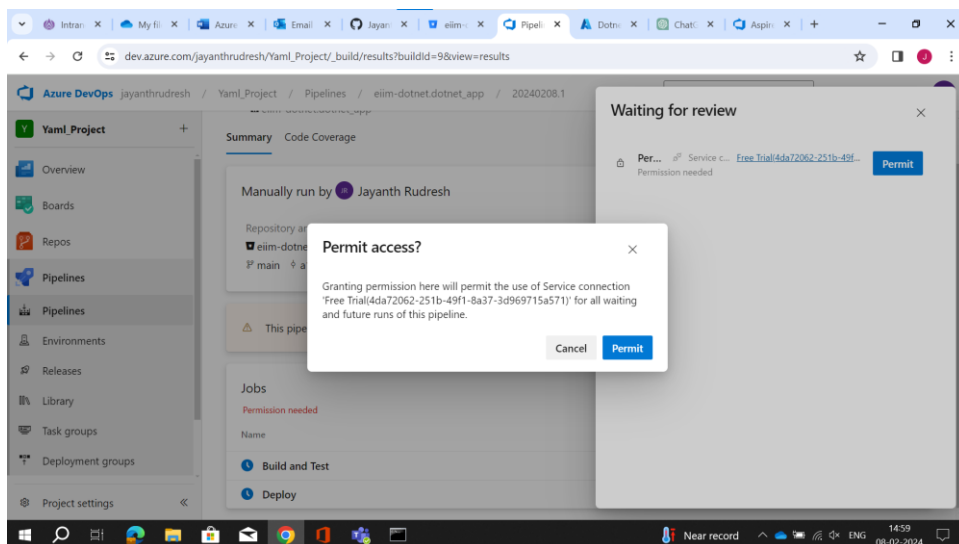 Intran
My fil
Azure
Email
Jayan
eiim-c
Pipeli
Dotne
ChatG
Aspire
dev.azure.com/jayanthrudresh/Yaml_Project/_build/results?buildId=9&view=results
Azure DevOps jayanthrudresh / Yaml_Project / Pipelines / eiim-dotnet.dotnet_app / 20240208.1
Y Yaml_Project
Overview
Boards
Repos
Pipelines
Pipelines
Environments
Releases
Library
Task groups
Deployment groups
Project settings
Summary Code Coverage
Manually run by JR Jayanth Rudresh
Repository an
eiim-dotne
main a
This pipe
Jobs
Permission needed
Name
Build and Test
Deploy
Waiting for review
Per... Service c... Free Trial(4da72062-251b-49f...
Permission needed
Permit
Permit access?
Granting permission here will permit the use of Service connection
'Free Trial(4da72062-251b-49f1-8a37-3d969715a571)' for all waiting
and future runs of this pipeline.
Cancel Permit
Near record
ENG
14:59
08-02-2024